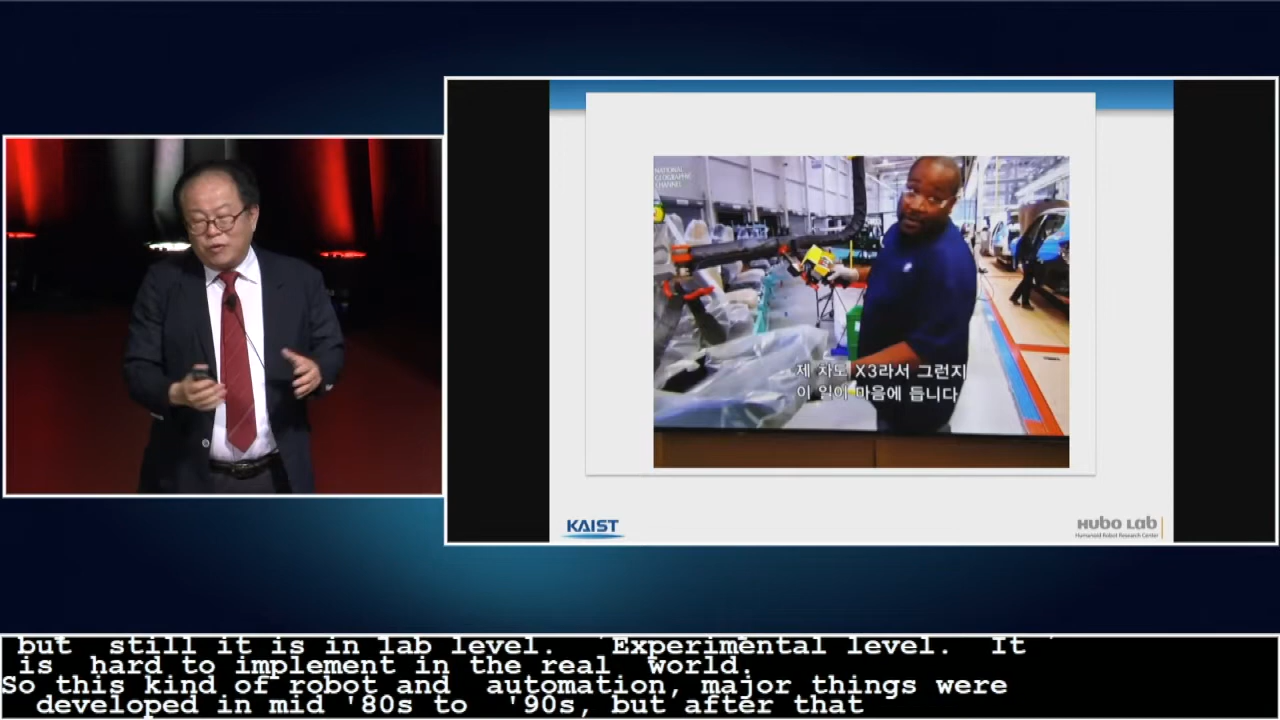 NATIONAL
GEOGRAPHIC
CHANNEL
제 차도 X3라서 그런지
이 일이 마음에 듭니다
KAIST
HUBO LAB
Humanoid Robot Research Center
but still it is in lab level. Experimental level. It
is hard to implement in the real world.
So this kind of robot and automation, major things were
developed in mid '80s to '90s, but after that